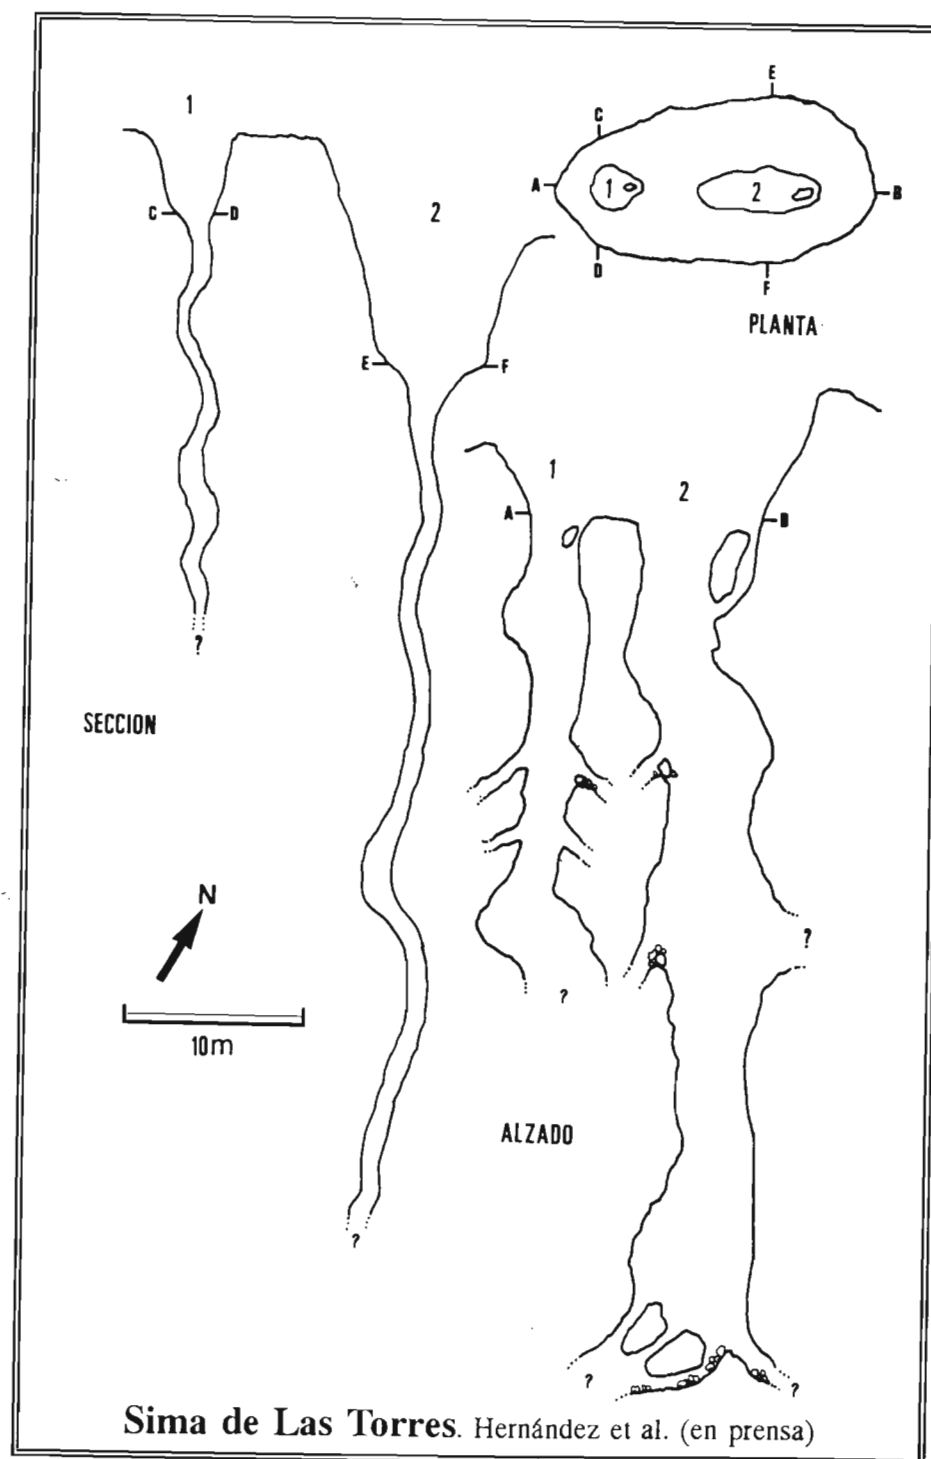 1
E
C
A
1
2
B
C
D
2
D
F
PLANTA
E
F
1
2
A
B
?
SECCION
N
?
10m
?
ALZADO
?
?
?
Sima de Las Torres. Hernández et al. (en prensa)